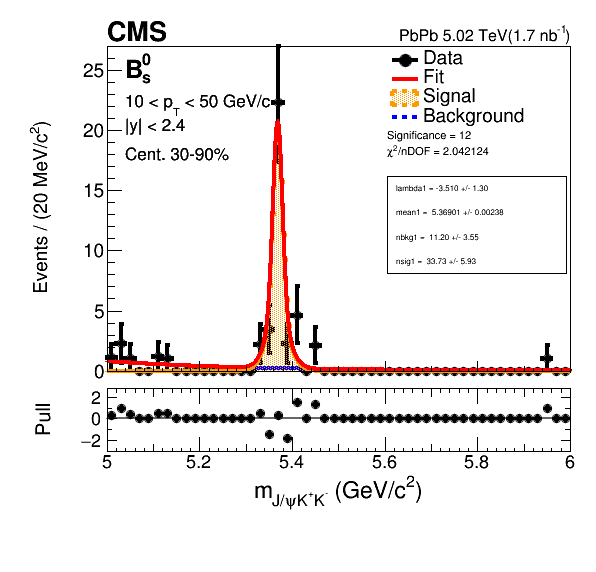 CMS
PbPb 5.02 TeV(1.7 nb⁻¹)
B⁰ₛ
10 < p_T < 50 GeV/c
|y| < 2.4
Cent. 30-90%
Data
Fit
Signal
Background
Significance = 12
χ²/nDOF = 2.042124
lambda1 = -3.510 +/- 1.30
mean1 = 5.36901 +/- 0.00238
nbkg1 = 11.20 +/- 3.55
nsig1 = 33.73 +/- 5.93
Events / (20 MeV/c²)
25
20
15
10
5
0
Pull
2
0
−2
5 5.2 5.4 5.6 5.8 6
m_J/ψK⁺K⁻ (GeV/c²)